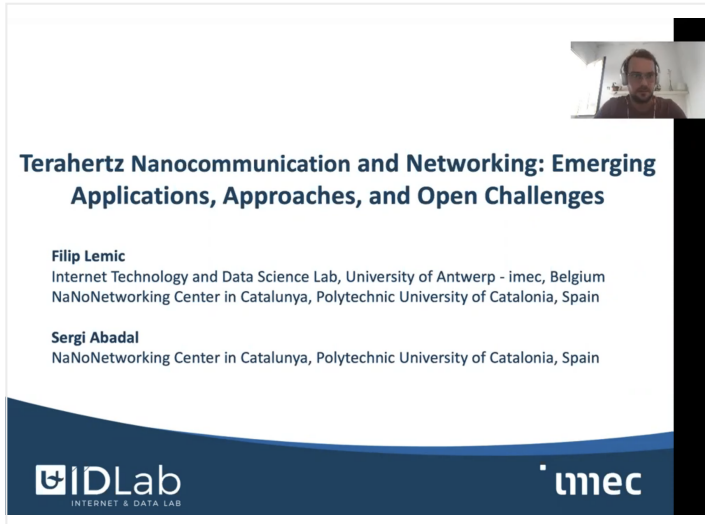 Terahertz Nanocommunication and Networking: Emerging
Applications, Approaches, and Open Challenges
Filip Lemic
Internet Technology and Data Science Lab, University of Antwerp - imec, Belgium
NaNoNetworking Center in Catalunya, Polytechnic University of Catalonia, Spain
Sergi Abadal
NaNoNetworking Center in Catalunya, Polytechnic University of Catalonia, Spain
IDLab
INTERNET & DATA LAB
imec